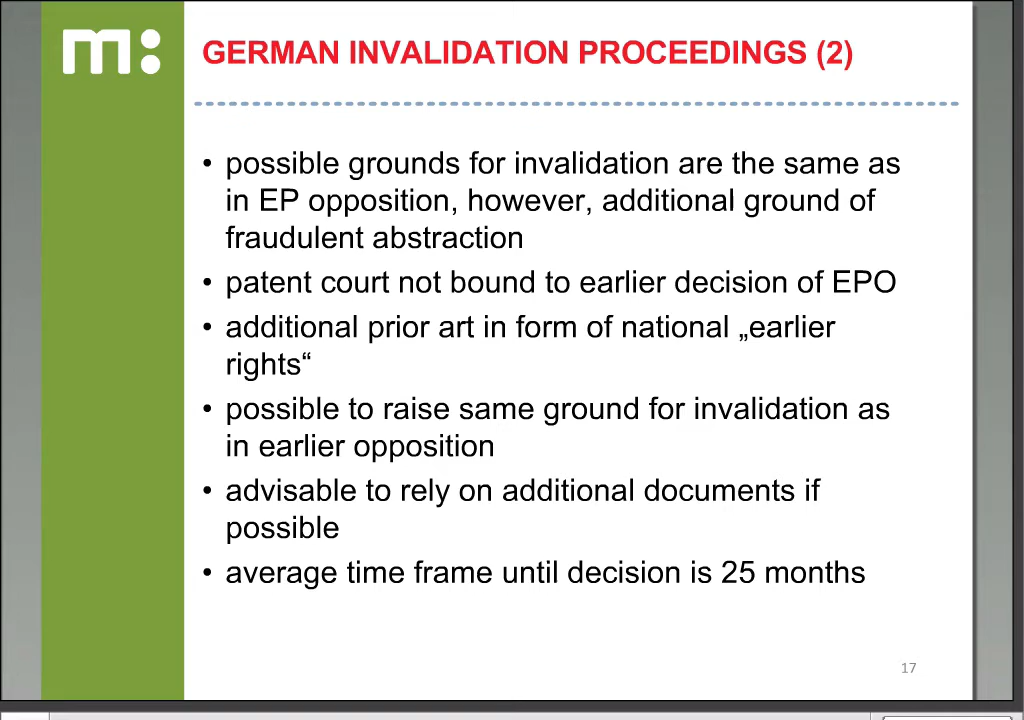 m:
GERMAN INVALIDATION PROCEEDINGS (2)
• possible grounds for invalidation are the same as
in EP opposition, however, additional ground of
fraudulent abstraction
• patent court not bound to earlier decision of EPO
• additional prior art in form of national „earlier
rights“
• possible to raise same ground for invalidation as
in earlier opposition
• advisable to rely on additional documents if
possible
• average time frame until decision is 25 months
17